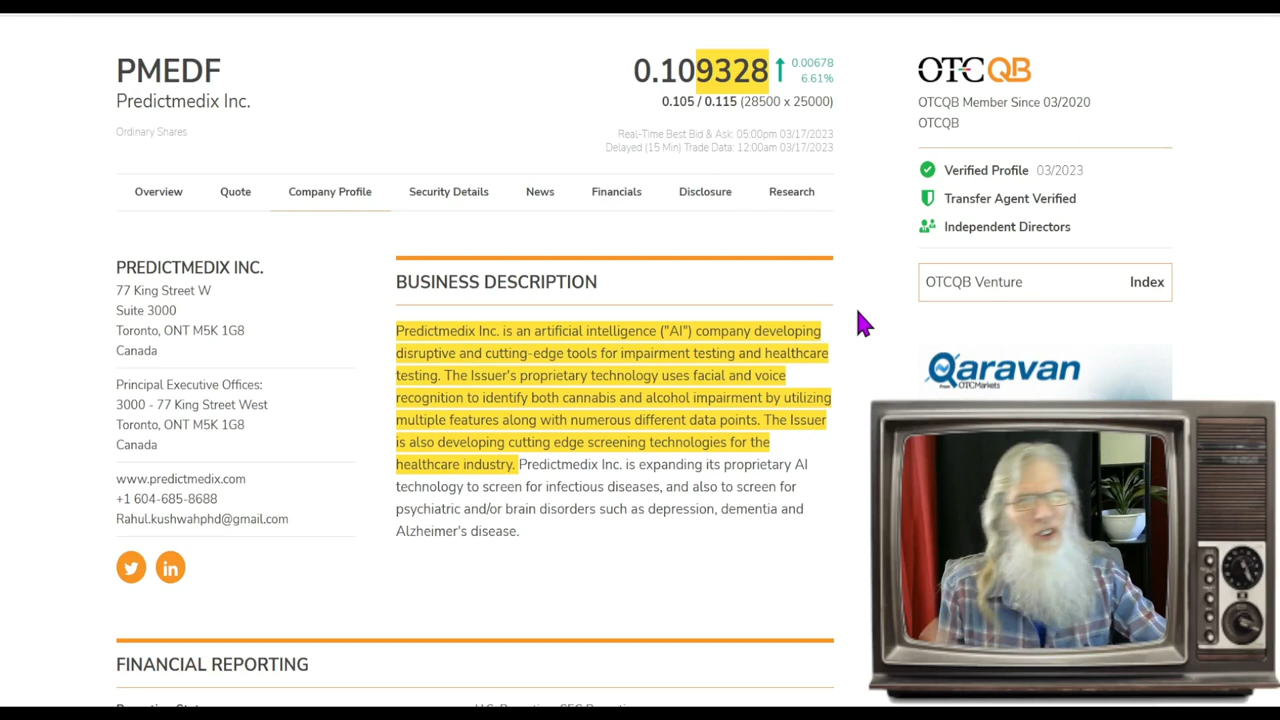 PMEDF
Predictmedix Inc.
Ordinary Shares
0.109328
0.00678
6.61%
0.105 / 0.115 (28500 x 25000)
Real-Time Best Bid & Ask: 05:00pm 03/17/2023
Delayed (15 Min) Trade Data: 12:00am 03/17/2023
OTCQB
OTCQB Member Since 03/2020
OTCQB
Verified Profile 03/2023
Transfer Agent Verified
Independent Directors
OTCQB Venture Index
Qaravan
From OTCMarkets
Overview Quote Company Profile Security Details News Financials Disclosure Research
PREDICTMEDIX INC.
77 King Street W
Suite 3000
Toronto, ONT M5K 1G8
Canada
Principal Executive Offices:
3000 - 77 King Street West
Toronto, ONT M5K 1G8
Canada
www.predictmedix.com
+1 604-685-8688
Rahul.kushwahphd@gmail.com
in
BUSINESS DESCRIPTION
Predictmedix Inc. is an artificial intelligence ("AI") company developing
disruptive and cutting-edge tools for impairment testing and healthcare
testing. The Issuer's proprietary technology uses facial and voice
recognition to identify both cannabis and alcohol impairment by utilizing
multiple features along with numerous different data points. The Issuer
is also developing cutting edge screening technologies for the
healthcare industry. Predictmedix Inc. is expanding its proprietary AI
technology to screen for infectious diseases, and also to screen for
psychiatric and/or brain disorders such as depression, dementia and
Alzheimer's disease.
FINANCIAL REPORTING